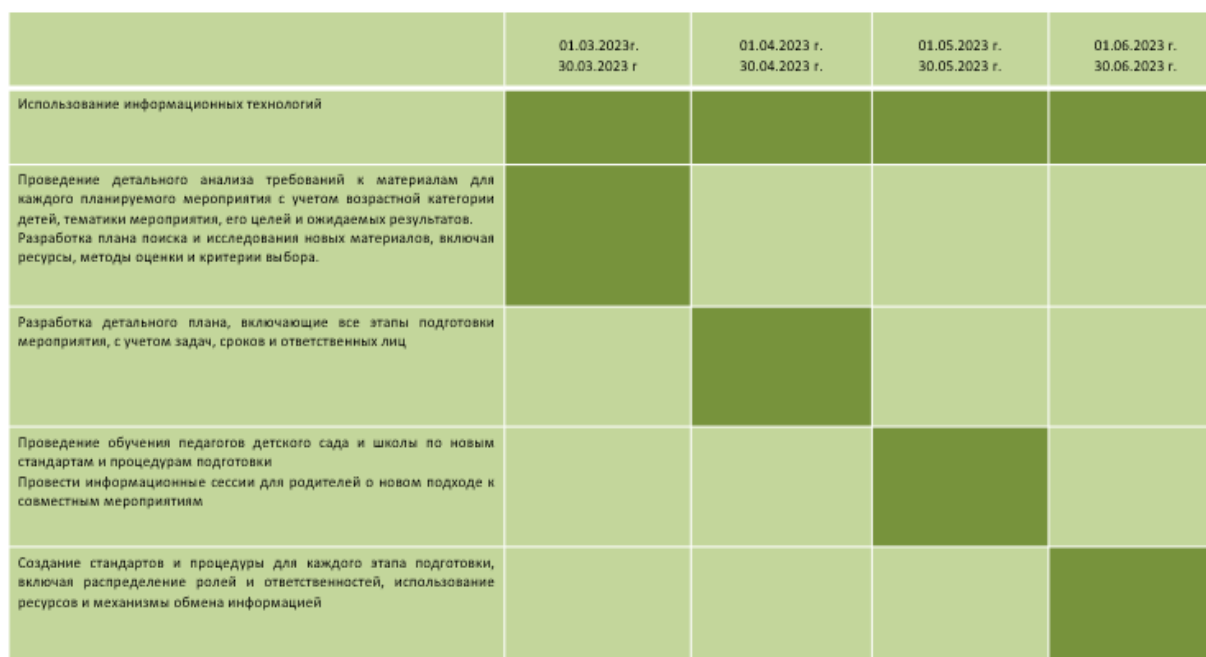 01.03.2023г.
30.03.2023 г
01.04.2023 г.
30.04.2023 г.
01.05.2023 г.
30.05.2023 г.
01.06.2023 г.
30.06.2023 г.
Использование информационных технологий
Проведение детального анализа требований к материалам для
каждого планируемого мероприятия с учетом возрастной категории
детей, тематики мероприятия, его целей и ожидаемых результатов.
Разработка плана поиска и исследования новых материалов, включая
ресурсы, методы оценки и критерии выбора.
Разработка детального плана, включающие все этапы подготовки
мероприятия, с учетом задач, сроков и ответственных лиц
Проведение обучения педагогов детского сада и школы по новым
стандартам и процедурам подготовки
Провести информационные сессии для родителей о новом подходе к
совместным мероприятиям
Создание стандартов и процедуры для каждого этапа подготовки,
включая распределение ролей и ответственностей, использование
ресурсов и механизмы обмена информацией